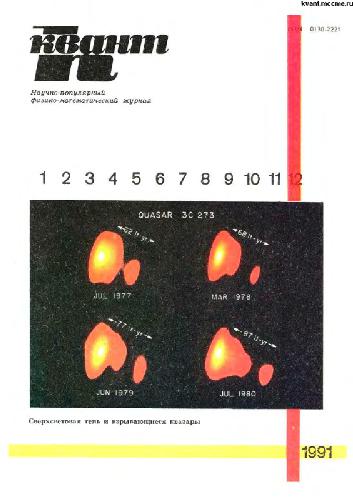 kvant.mccme.ru
ISSN 0130-2221
квант
Научно-популярный
физико-математический журнал
1 2 3 4 5 6 7 8 9 10 11 12
QUASAR 3C 273
62 lt-yr
68 lt-yr
JUL 1977
MAR 1978
77 lt-yr
87 lt-yr
JUN 1979
JUL 1980
Сверхсветовая тень и взрывающиеся квазары
1991